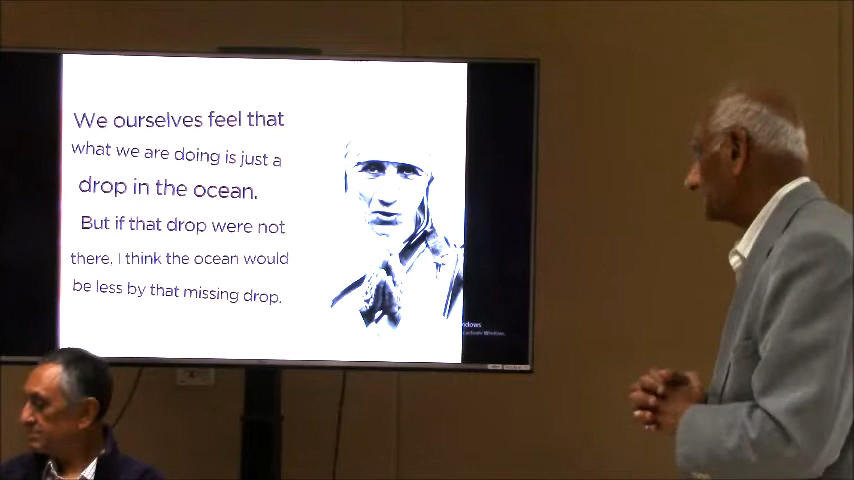 We ourselves feel that
what we are doing is just a
drop in the ocean.
But if that drop were not
there, I think the ocean would
be less by that missing drop.